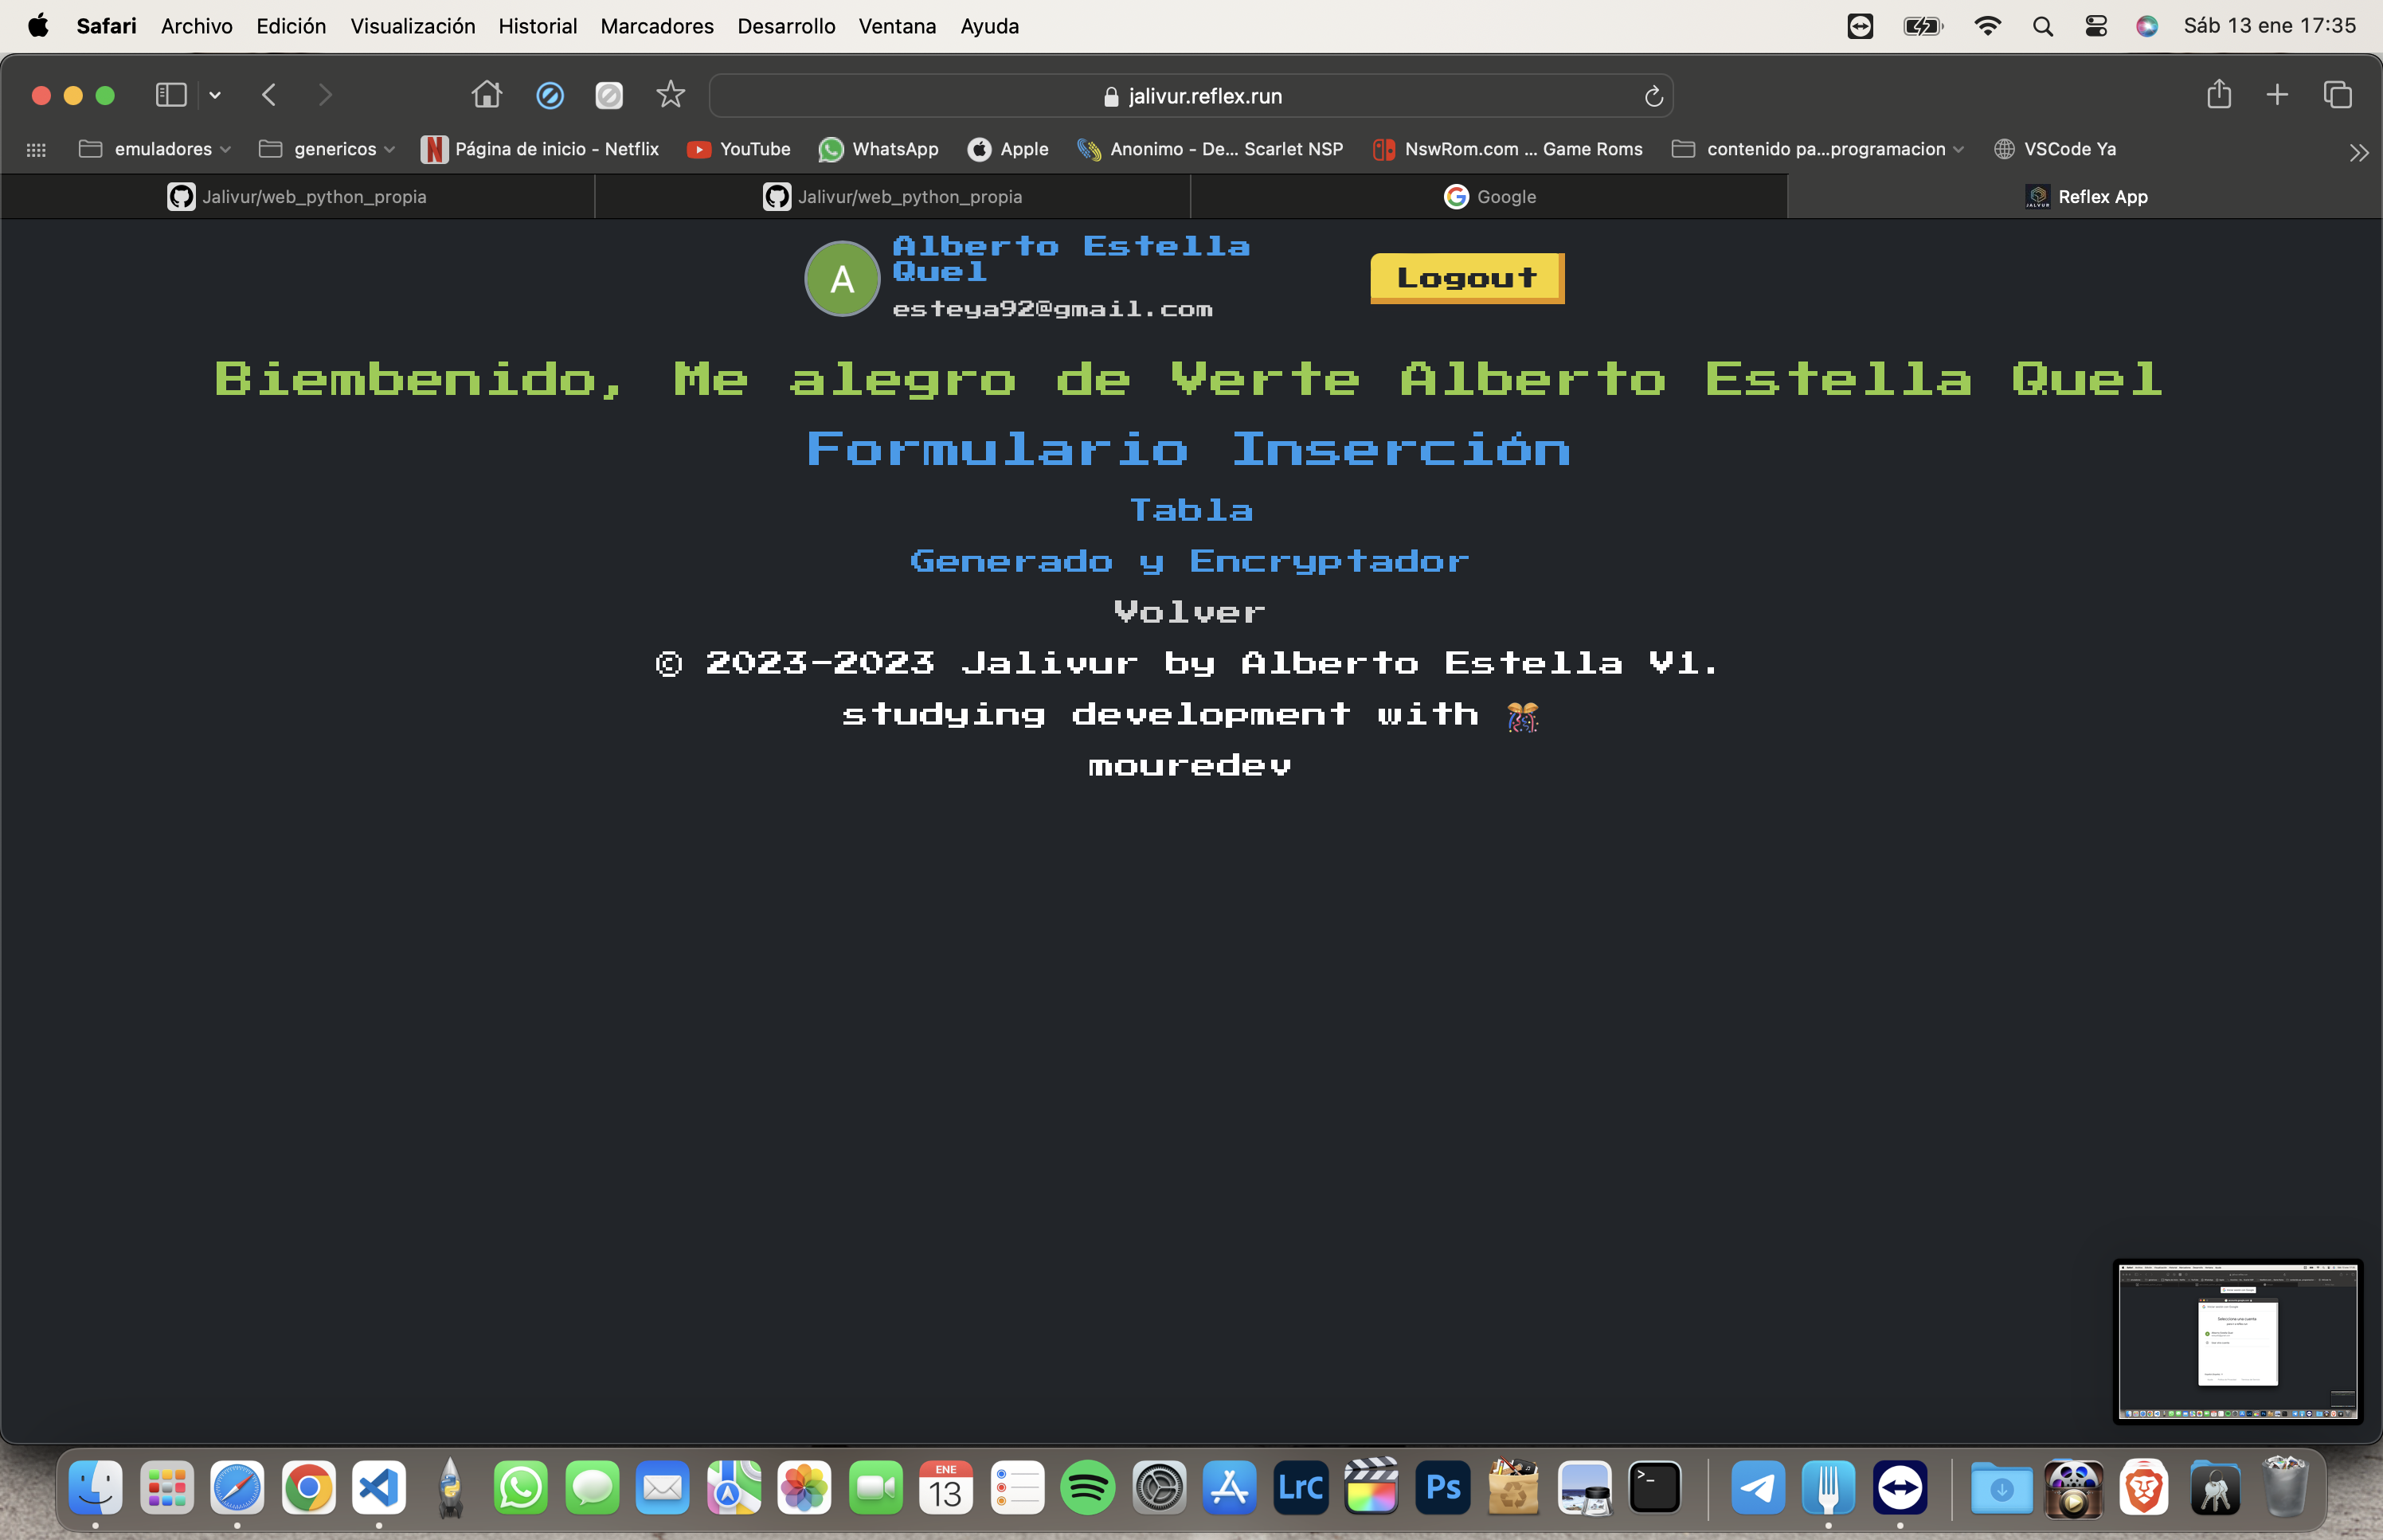 Safari Archivo Edición Visualización Historial Marcadores Desarrollo Ventana Ayuda Sáb 13 ene 17:35
jalivur.reflex.run
emuladores genericos Página de inicio - Netflix YouTube WhatsApp Apple Anonimo - De... Scarlet NSP NswRom.com ... Game Roms contenido pa...programacion VSCode Ya
Jalivur/web_python_propia Jalivur/web_python_propia Google Reflex App
A
Alberto Estella
Quel
esteya92@gmail.com
Logout
Biembenido, Me alegro de Verte Alberto Estella Quel
Formulario Inserción
Tabla
Generado y Encryptador
Volver
© 2023-2023 Jalivur by Alberto Estella V1.
studying development with
mouredev
ENE
13
LrC
Ps
>_